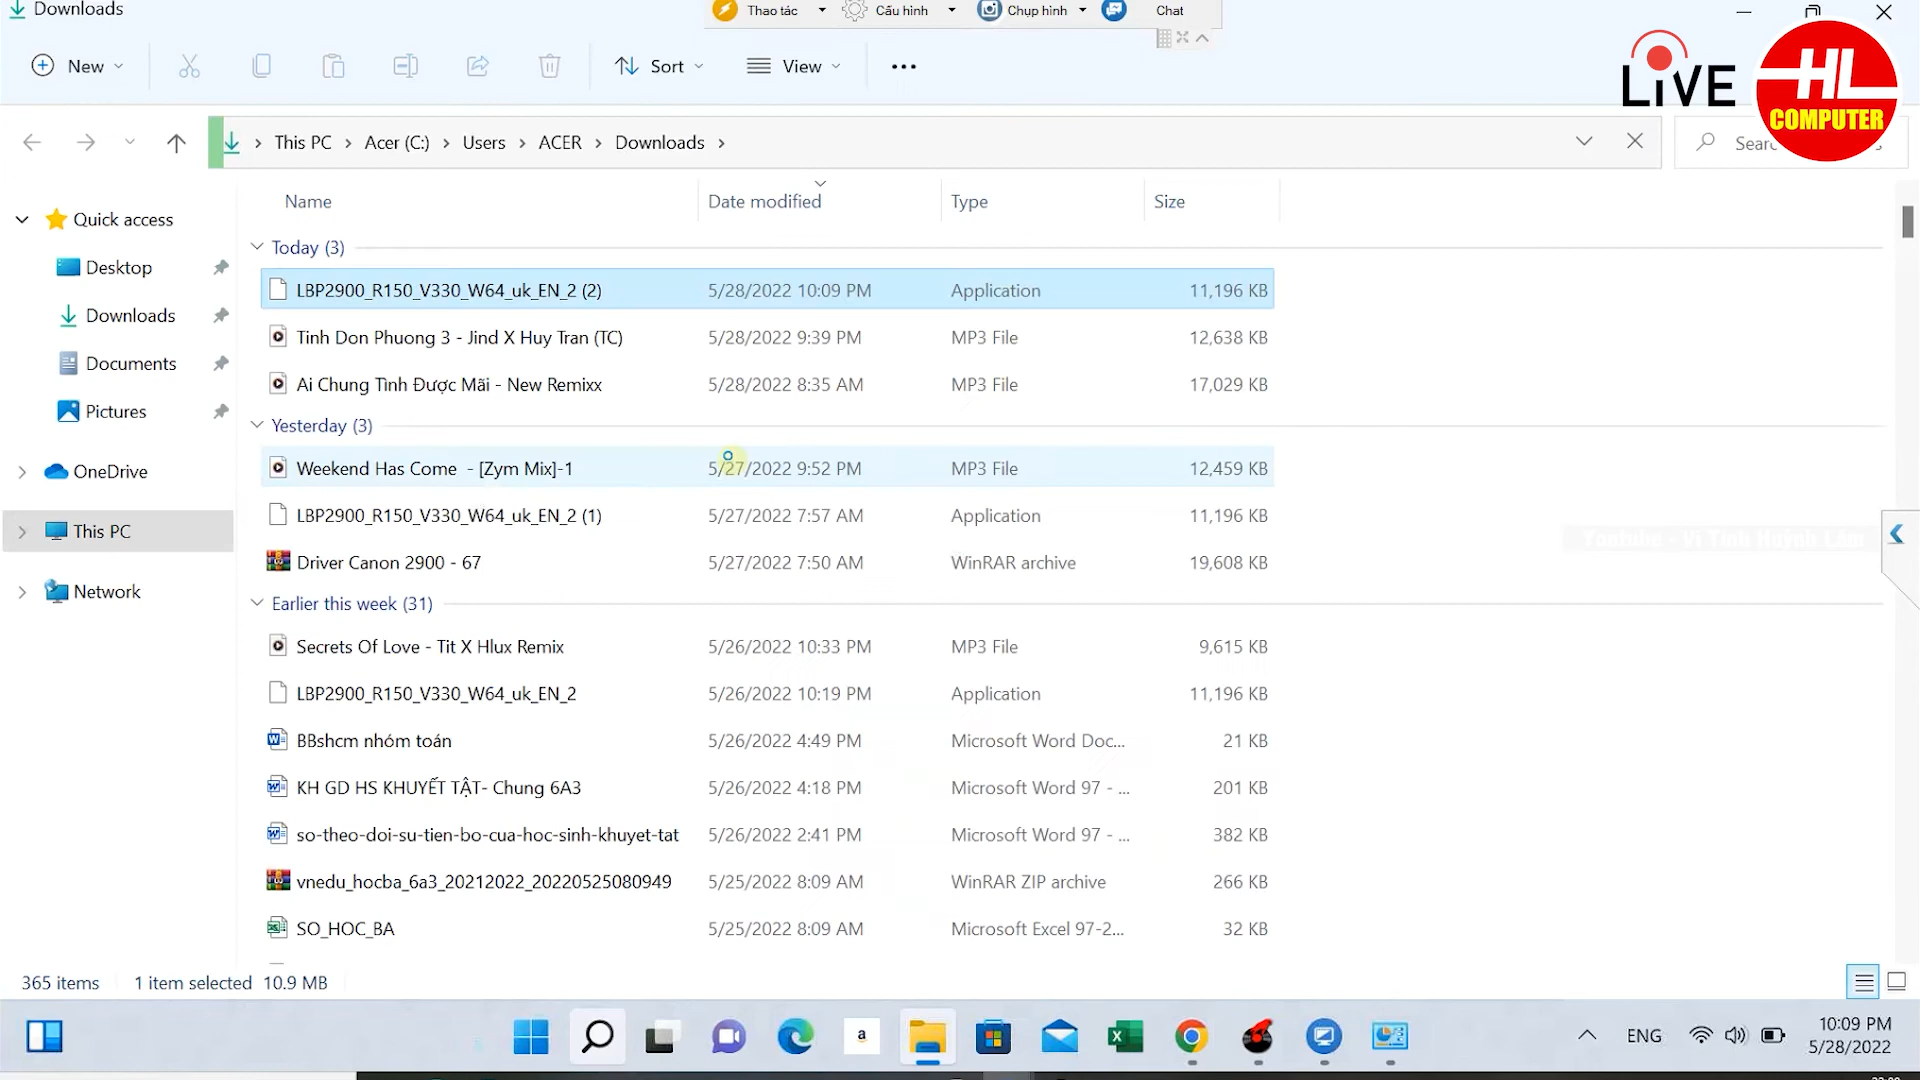 Downloads
Thao tác
Cấu hình
Chụp hình
Chat
New
Sort
View
LiVE
HL
COMPUTER
This PC > Acer (C:) > Users > ACER > Downloads >
Name Date modified Type Size
Quick access
Desktop
Downloads
Documents
Pictures
OneDrive
This PC
Network
Today (3)
LBP2900_R150_V330_W64_uk_EN_2 (2) 5/28/2022 10:09 PM Application 11,196 KB
Tinh Don Phuong 3 - Jind X Huy Tran (TC) 5/28/2022 9:39 PM MP3 File 12,638 KB
Ai Chung Tình Được Mãi - New Remixx 5/28/2022 8:35 AM MP3 File 17,029 KB
Yesterday (3)
Weekend Has Come - [Zym Mix]-1 5/27/2022 9:52 PM MP3 File 12,459 KB
LBP2900_R150_V330_W64_uk_EN_2 (1) 5/27/2022 7:57 AM Application 11,196 KB
Youtube - Vi Tính Huỳnh Lâm
Driver Canon 2900 - 67 5/27/2022 7:50 AM WinRAR archive 19,608 KB
Earlier this week (31)
Secrets Of Love - Tit X Hlux Remix 5/26/2022 10:33 PM MP3 File 9,615 KB
LBP2900_R150_V330_W64_uk_EN_2 5/26/2022 10:19 PM Application 11,196 KB
BBshcm nhóm toán 5/26/2022 4:49 PM Microsoft Word Doc... 21 KB
KH GD HS KHUYẾT TẬT- Chung 6A3 5/26/2022 4:18 PM Microsoft Word 97 - ... 201 KB
so-theo-doi-su-tien-bo-cua-hoc-sinh-khuyet-tat 5/26/2022 2:41 PM Microsoft Word 97 - ... 382 KB
vnedu_hocba_6a3_20212022_20220525080949 5/25/2022 8:09 AM WinRAR ZIP archive 266 KB
SO_HOC_BA 5/25/2022 8:09 AM Microsoft Excel 97-2... 32 KB
365 items 1 item selected 10.9 MB
ENG
10:09 PM
5/28/2022